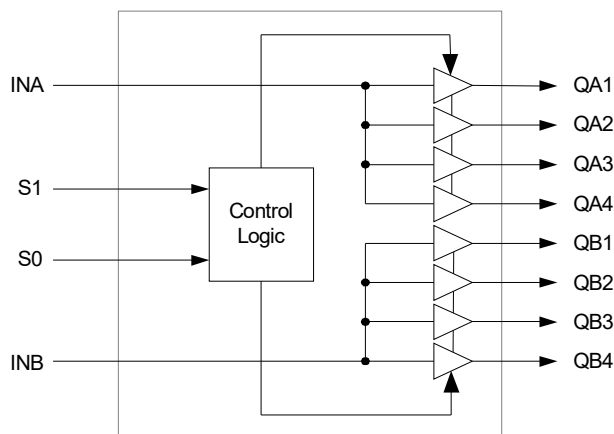 INA
S1
S0
INB
Control
Logic
QA1
QA2
QA3
QA4
QB1
QB2
QB3
QB4